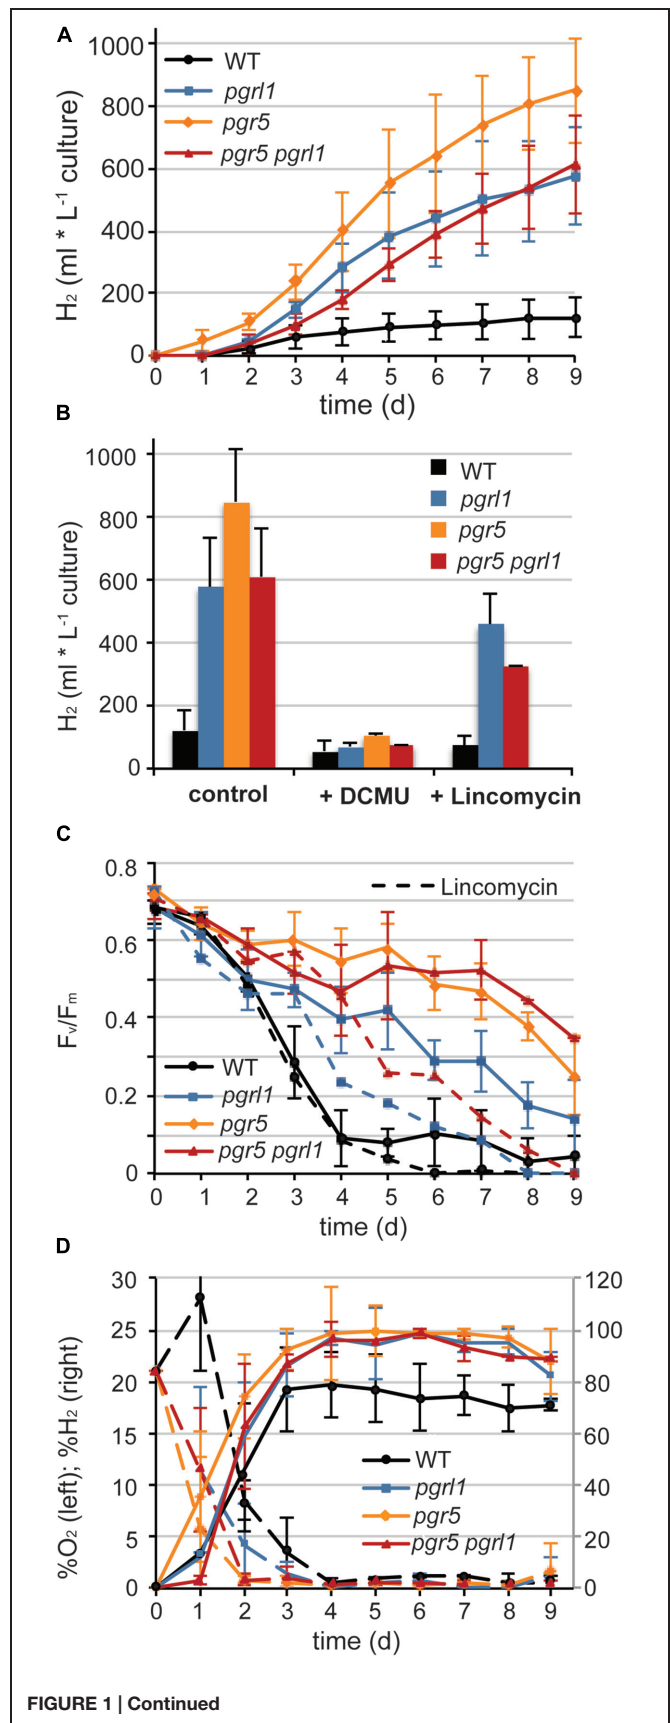 A
1000
800
600
400
200
0
H₂ (ml * L⁻¹ culture)
WT
pgrl1
pgr5
pgr5 pgrl1
0 1 2 3 4 5 6 7 8 9
time (d)
B
1000
800
600
400
200
0
H₂ (ml * L⁻¹ culture)
WT
pgrl1
pgr5
pgr5 pgrl1
control + DCMU + Lincomycin
C
0.8
0.6
0.4
0.2
0
Fᵥ/Fₘ
Lincomycin
WT
pgrl1
pgr5
pgr5 pgrl1
0 1 2 3 4 5 6 7 8 9
time (d)
D
30
25
20
15
10
5
0
%O₂ (left); %H₂ (right)
120
100
80
60
40
20
0
WT
pgrl1
pgr5
pgr5 pgrl1
0 1 2 3 4 5 6 7 8 9
time (d)
FIGURE 1 | Continued